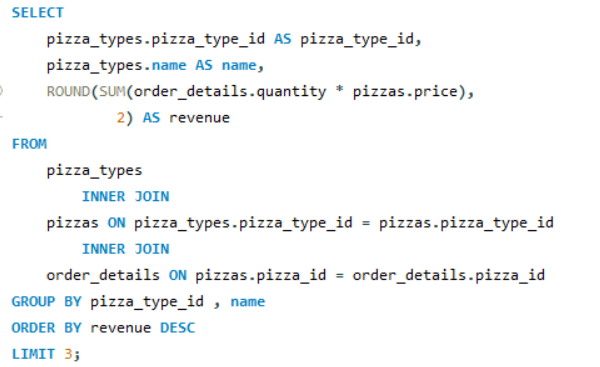 SELECT
    pizza_types.pizza_type_id AS pizza_type_id,
    pizza_types.name AS name,
    ROUND(SUM(order_details.quantity * pizzas.price),
            2) AS revenue
FROM
    pizza_types
        INNER JOIN
    pizzas ON pizza_types.pizza_type_id = pizzas.pizza_type_id
        INNER JOIN
    order_details ON pizzas.pizza_id = order_details.pizza_id
GROUP BY pizza_type_id , name
ORDER BY revenue DESC
LIMIT 3;